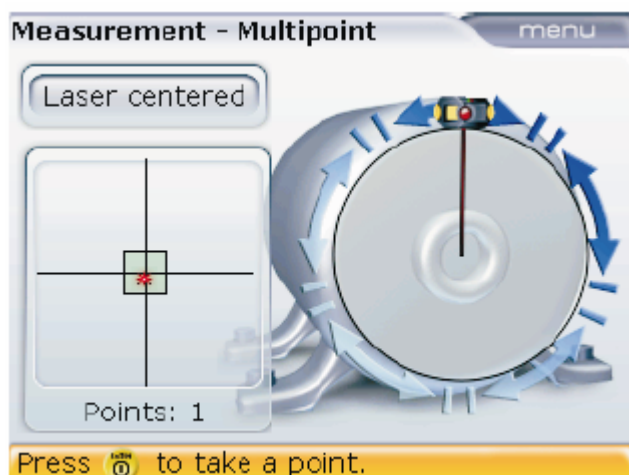 Measurement - Multipoint
menu
Laser centered
Points: 1
Press to take a point.